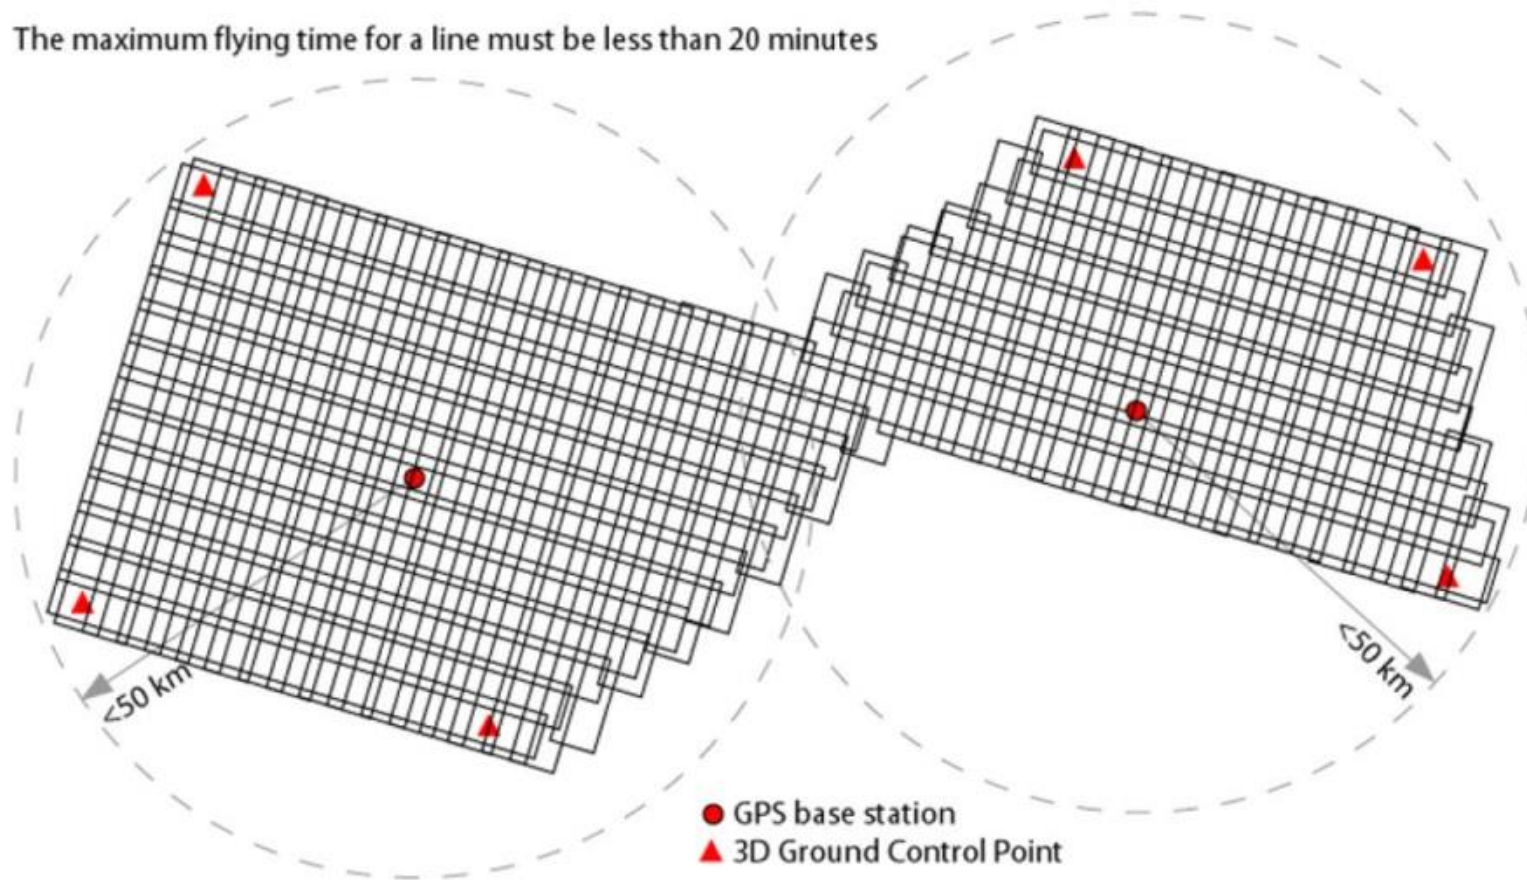 The maximum flying time for a line must be less than 20 minutes
<50 km
<50 km
GPS base station
3D Ground Control Point